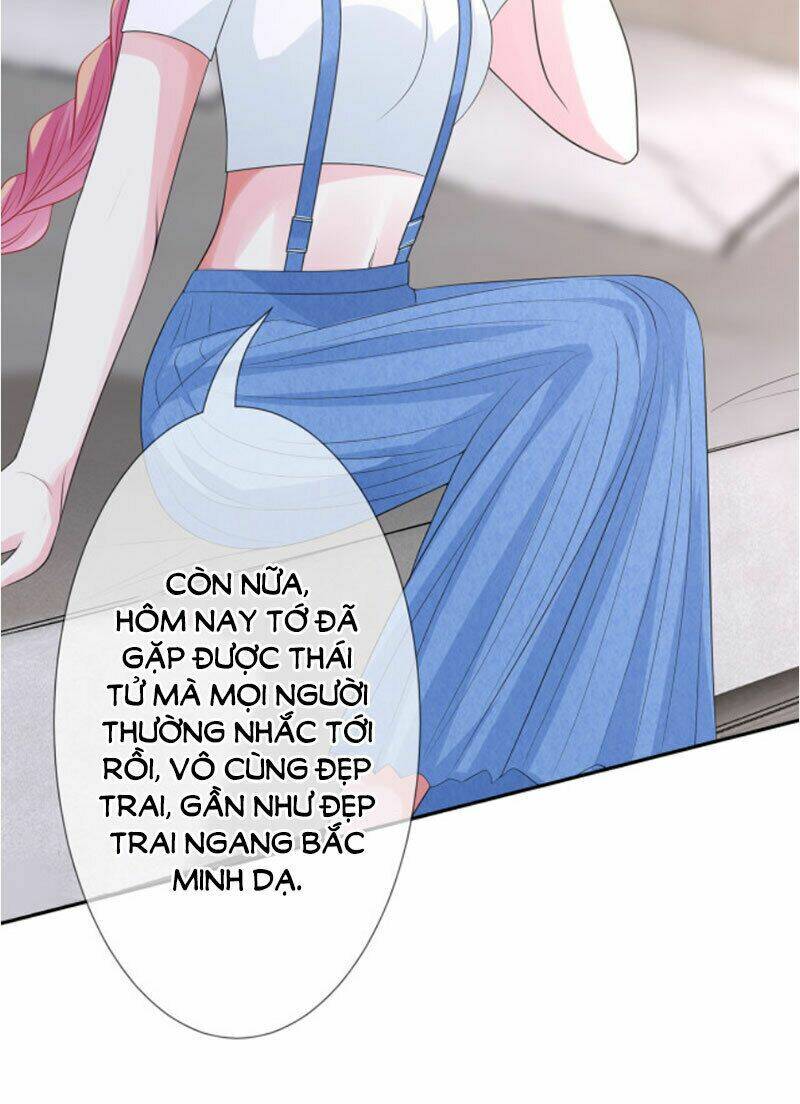 CÒN NỮA,
HÔM NAY TỚ ĐÃ
GẶP ĐƯỢC THÁI
TỬ MÀ MỌI NGƯỜI
THƯỜNG NHẮC TỚI
RỒI, VÔ CÙNG ĐẸP
TRAI, GẦN NHƯ ĐẸP
TRAI NGANG BẮC
MINH DẠ.